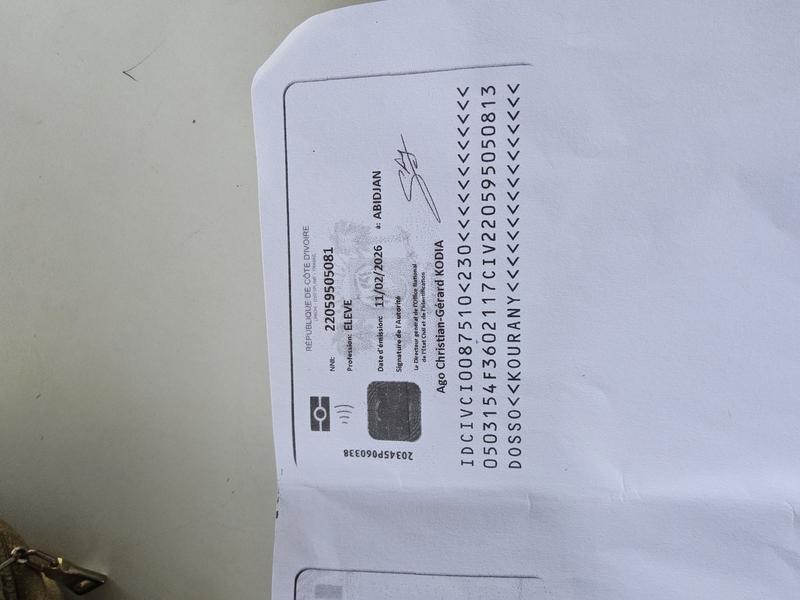 RÉPUBLIQUE DE CÔTE D'IVOIRE
NNI: 22059505081
Profession: ELEVE
Date d'émission: 11/02/2026 à: ABIDJAN
Signature de l'Autorité
Le Directeur général de l'Office National
de l'Etat Civil et de l'Identification
Ago Christian-Gérard KODIA
20345P060338
IDCIVCI0087510<230<<<<<<<<<<<<
0503154F3602117CIV220595050813
DOSSO<<KOURANY<<<<<<<<<<<<<<<<